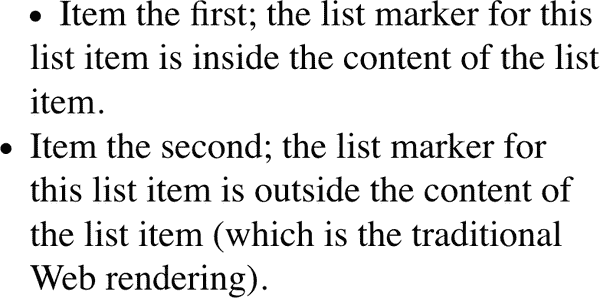 • Item the first; the list marker for this
list item is inside the content of the list
item.
• Item the second; the list marker for
this list item is outside the content of
the list item (which is the traditional
Web rendering).